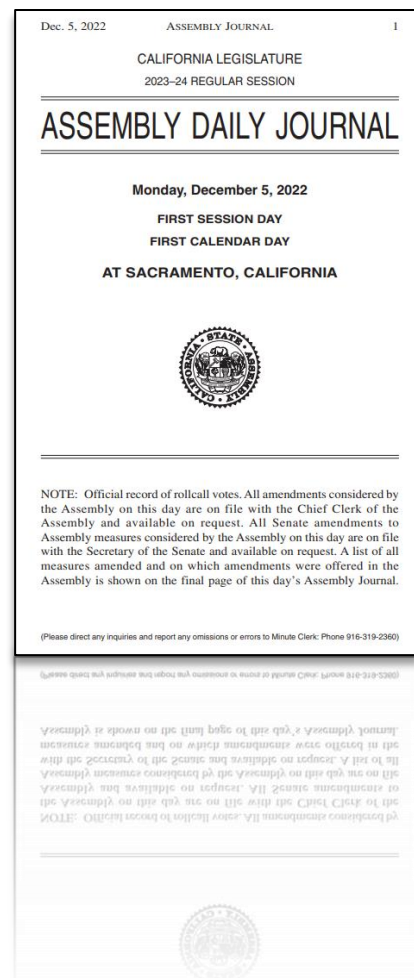 Dec. 5, 2022 ASSEMBLY JOURNAL 1
CALIFORNIA LEGISLATURE
2023–24 REGULAR SESSION
ASSEMBLY DAILY JOURNAL
Monday, December 5, 2022
FIRST SESSION DAY
FIRST CALENDAR DAY
AT SACRAMENTO, CALIFORNIA
CALIFORNIA STATE ASSEMBLY
NOTE: Official record of rollcall votes. All amendments considered by
the Assembly on this day are on file with the Chief Clerk of the
Assembly and available on request. All Senate amendments to
Assembly measures considered by the Assembly on this day are on file
with the Secretary of the Senate and available on request. A list of all
measures amended and on which amendments were offered in the
Assembly is shown on the final page of this day's Assembly Journal.
(Please direct any inquiries and report any omissions or errors to Minute Clerk: Phone 916-319-2360)